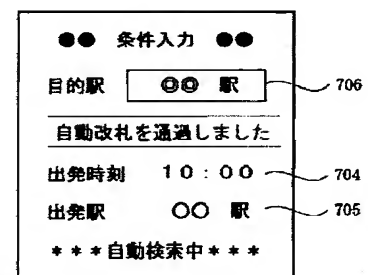 ●● 条件入力 ●●
目的駅 ◎◎ 駅 706
自動改札を通過しました
出発時刻 10:00 704
出発駅 ○○ 駅 705
***自動検索中***